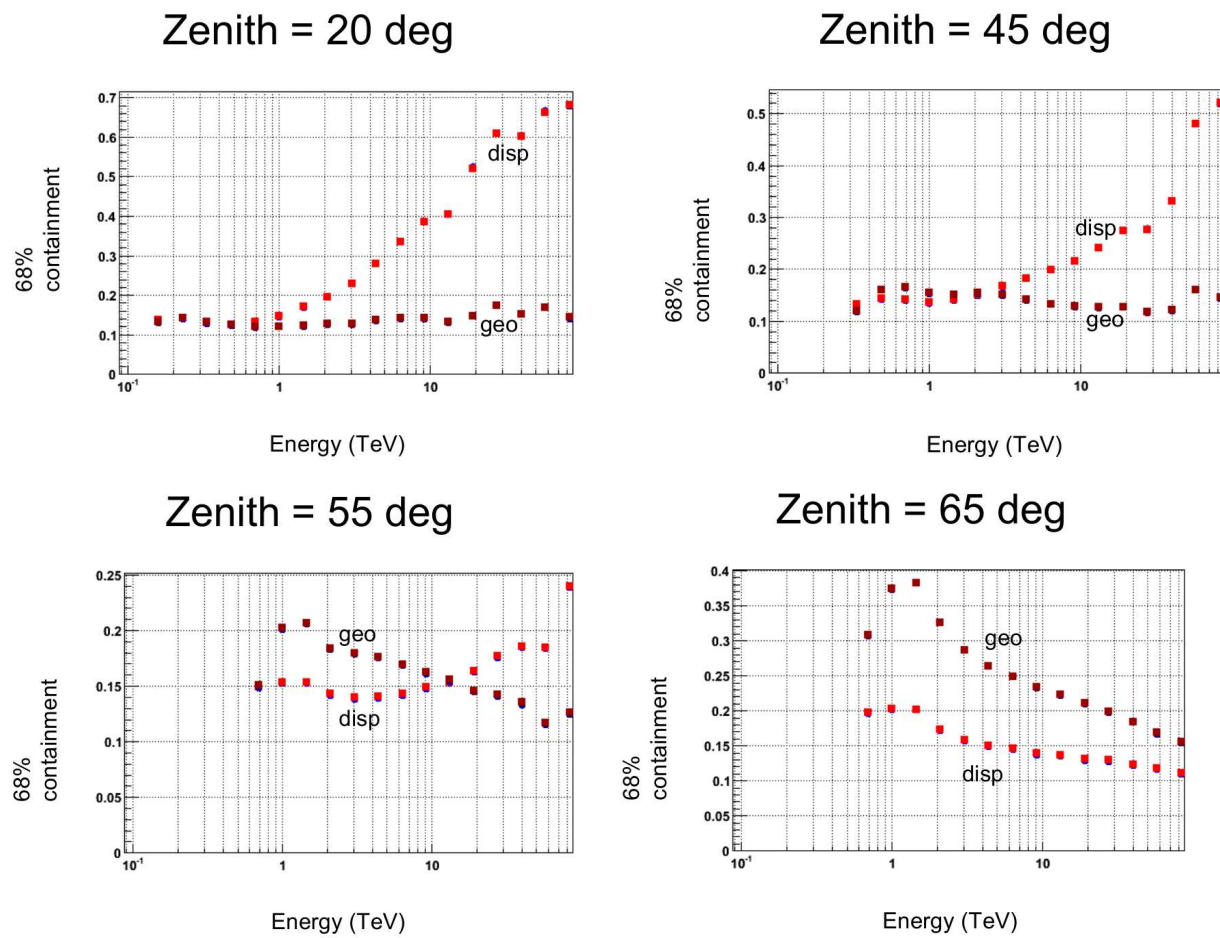 Zenith = 20 deg
0.7
0.6
0.5
0.4
0.3
0.2
0.1
0
disp
geo
10-1
1
10
68%
containment
Energy (TeV)
Zenith = 45 deg
0.5
0.4
0.3
0.2
0.1
0
disp
geo
10-1
1
10
68%
containment
Energy (TeV)
Zenith = 55 deg
0.25
0.2
0.15
0.1
0.05
0
geo
disp
10-1
1
10
68%
containment
Energy (TeV)
Zenith = 65 deg
0.4
0.35
0.3
0.25
0.2
0.15
0.1
0.05
0
geo
disp
10-1
1
10
68%
containment
Energy (TeV)